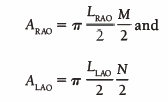 A_RAO = π L_RAO/2 M/2 and
A_LAO = π L_LAO/2 N/2